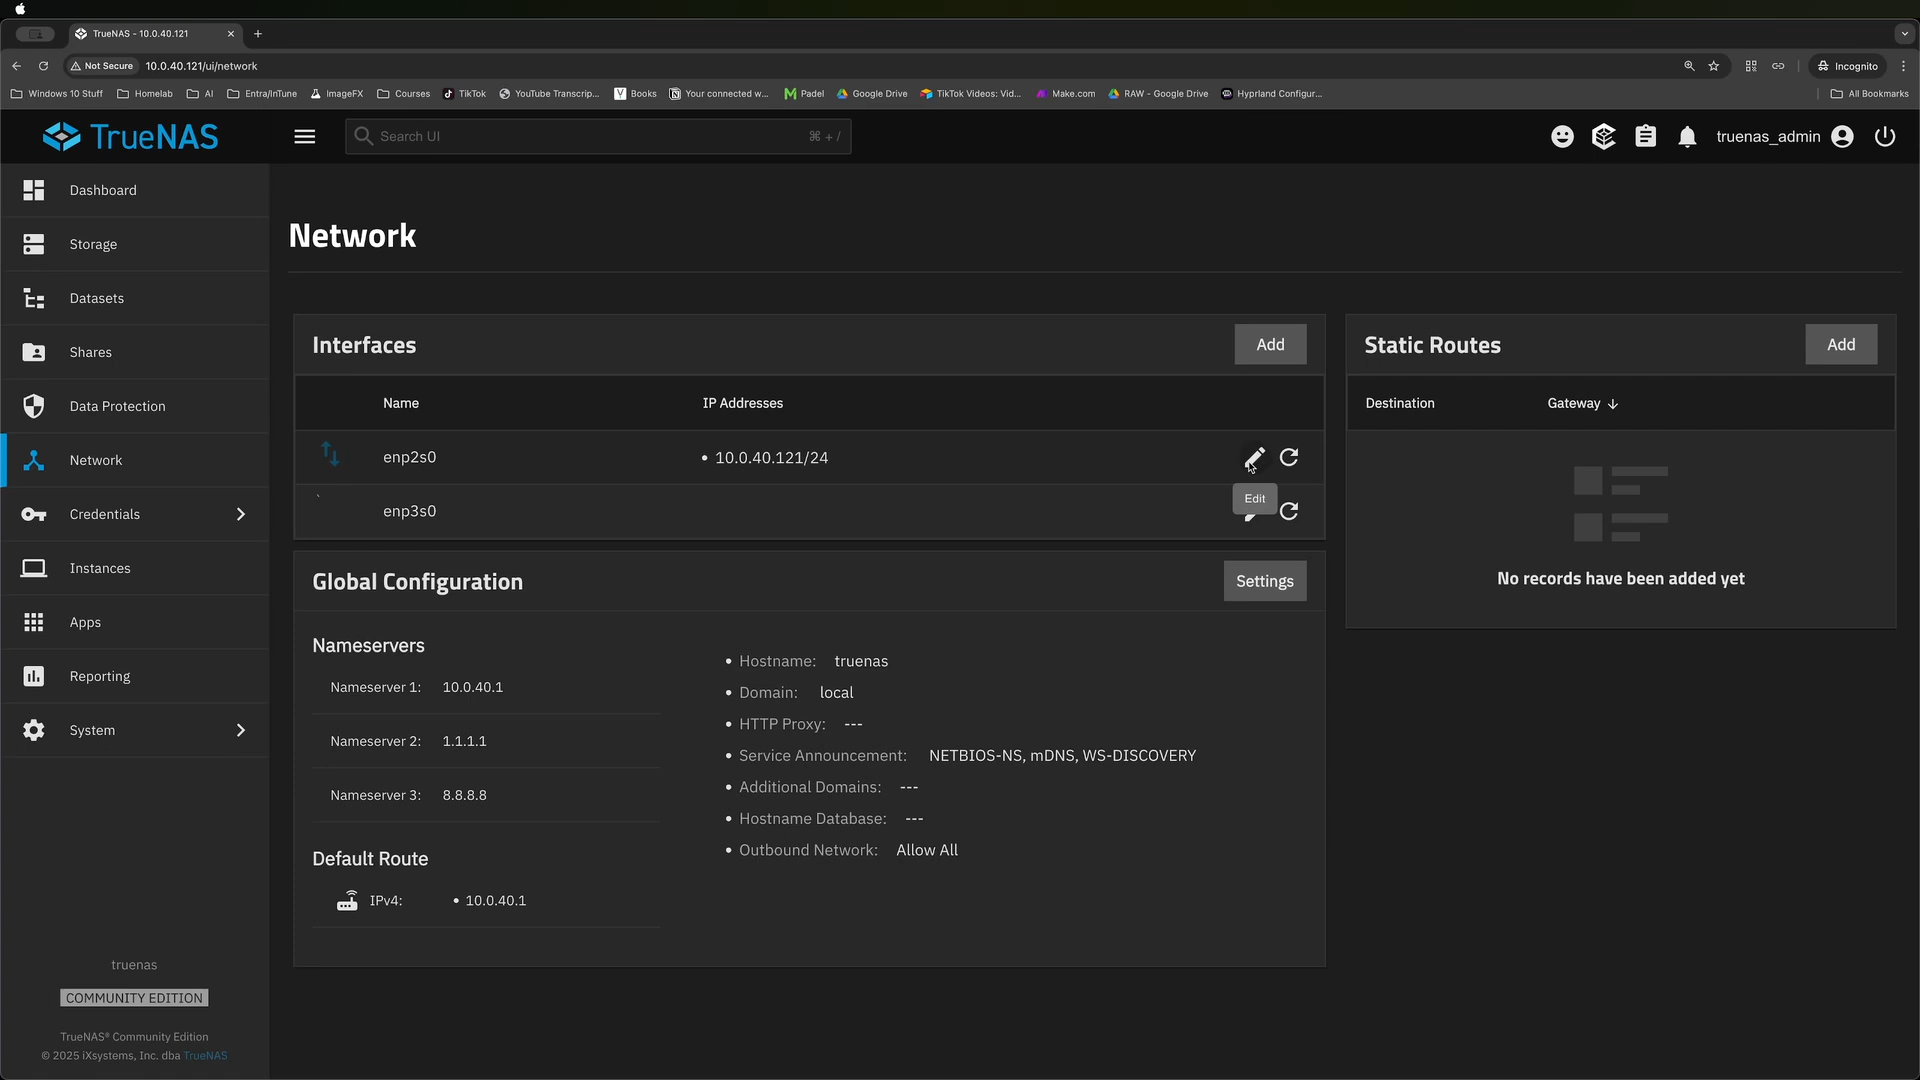 TrueNAS - 10.0.40.121
Not Secure
10.0.40.121/ui/network
Incognito
Windows 10 Stuff
Homelab
AI
Entra/InTune
ImageFX
Courses
TikTok
YouTube Transcrip...
Books
Your connected w...
Padel
Google Drive
TikTok Videos: Vid...
Make.com
RAW - Google Drive
Hyprland Configur...
All Bookmarks
TrueNAS
Search UI
⌘ + /
truenas_admin
Dashboard
Storage
Datasets
Shares
Data Protection
Network
Credentials
Instances
Apps
Reporting
System
truenas
COMMUNITY EDITION
TrueNAS® Community Edition
© 2025 iXsystems, Inc. dba TrueNAS
Network
Interfaces
Add
Name
IP Addresses
enp2s0
• 10.0.40.121/24
Edit
enp3s0
Global Configuration
Settings
Nameservers
Nameserver 1: 10.0.40.1
Nameserver 2: 1.1.1.1
Nameserver 3: 8.8.8.8
Default Route
IPv4: • 10.0.40.1
• Hostname: truenas
• Domain: local
• HTTP Proxy: ---
• Service Announcement: NETBIOS-NS, mDNS, WS-DISCOVERY
• Additional Domains: ---
• Hostname Database: ---
• Outbound Network: Allow All
Static Routes
Add
Destination
Gateway
No records have been added yet